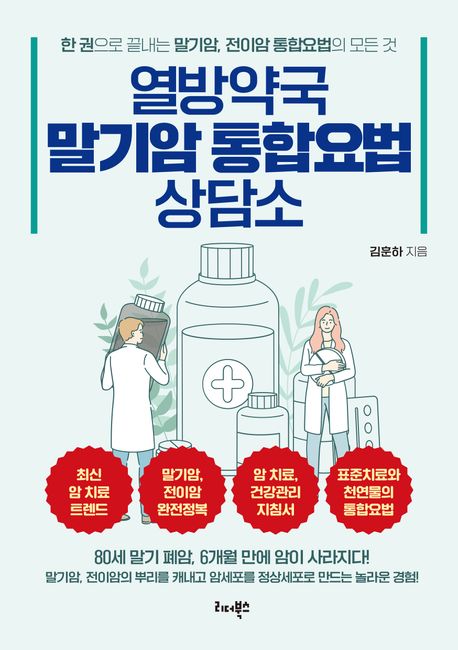 한 권으로 끝내는 말기암, 전이암 통합요법의 모든 것
열방약국
말기암 통합요법
상담소
김훈하 지음
최신
암 치료
트렌드
말기암,
전이암
완전정복
암 치료,
건강관리
지침서
표준치료와
천연물의
통합요법
80세 말기 폐암, 6개월 만에 암이 사라지다!
말기암, 전이암의 뿌리를 캐내고 암세포를 정상세포로 만드는 놀라운 경험!
리더북스